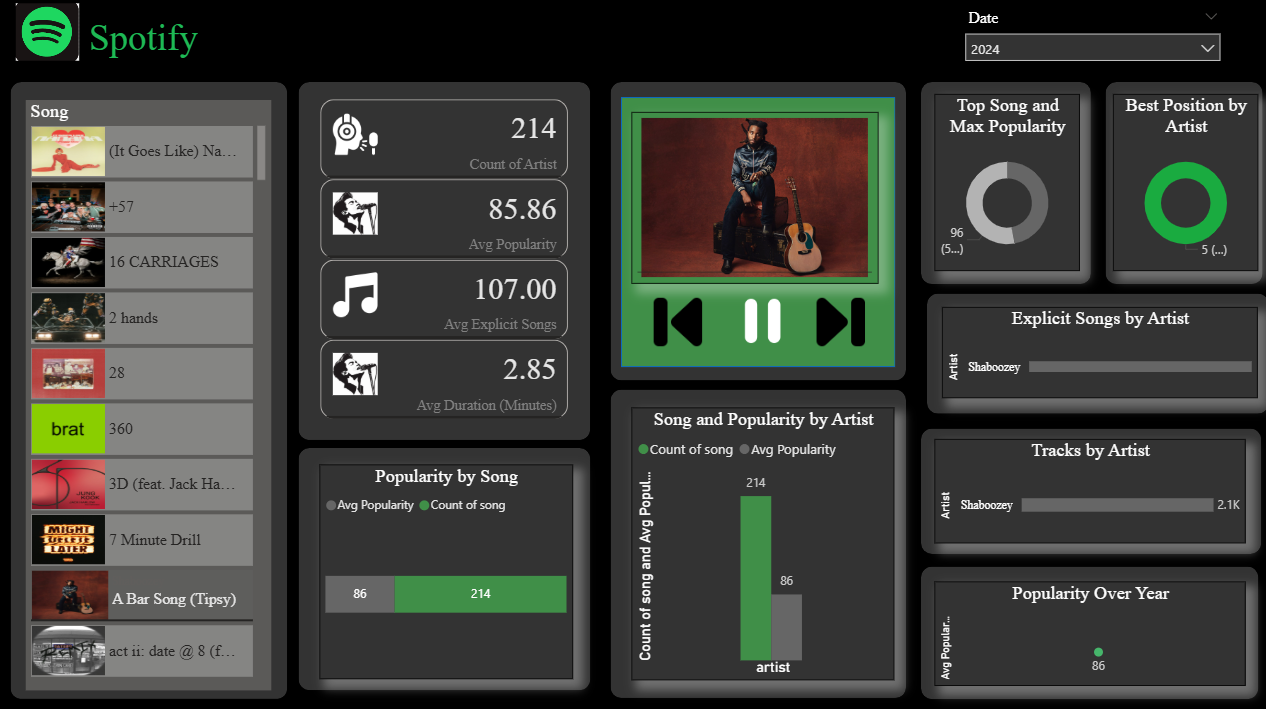 Spotify
Date
2024
Song
(It Goes Like) Na…
+57
16 CARRIAGES
2 hands
28
brat
360
3D (feat. Jack Ha…
JUNG
KOOK
MIGHT
DELETE
LATER
7 Minute Drill
A Bar Song (Tipsy)
act ii: date @ 8 (f…
214
Count of Artist
85.86
Avg Popularity
107.00
Avg Explicit Songs
2.85
Avg Duration (Minutes)
Popularity by Song
Avg Popularity Count of song
86 214
Song and Popularity by Artist
Count of song Avg Popularity
Count of song and Avg Popul…
214
86
artist
Top Song and
Max Popularity
96
(5…)
Best Position by
Artist
5 (…)
Explicit Songs by Artist
Artist
Shaboozey
Tracks by Artist
Artist
Shaboozey 2.1K
Popularity Over Year
Avg Popular…
86